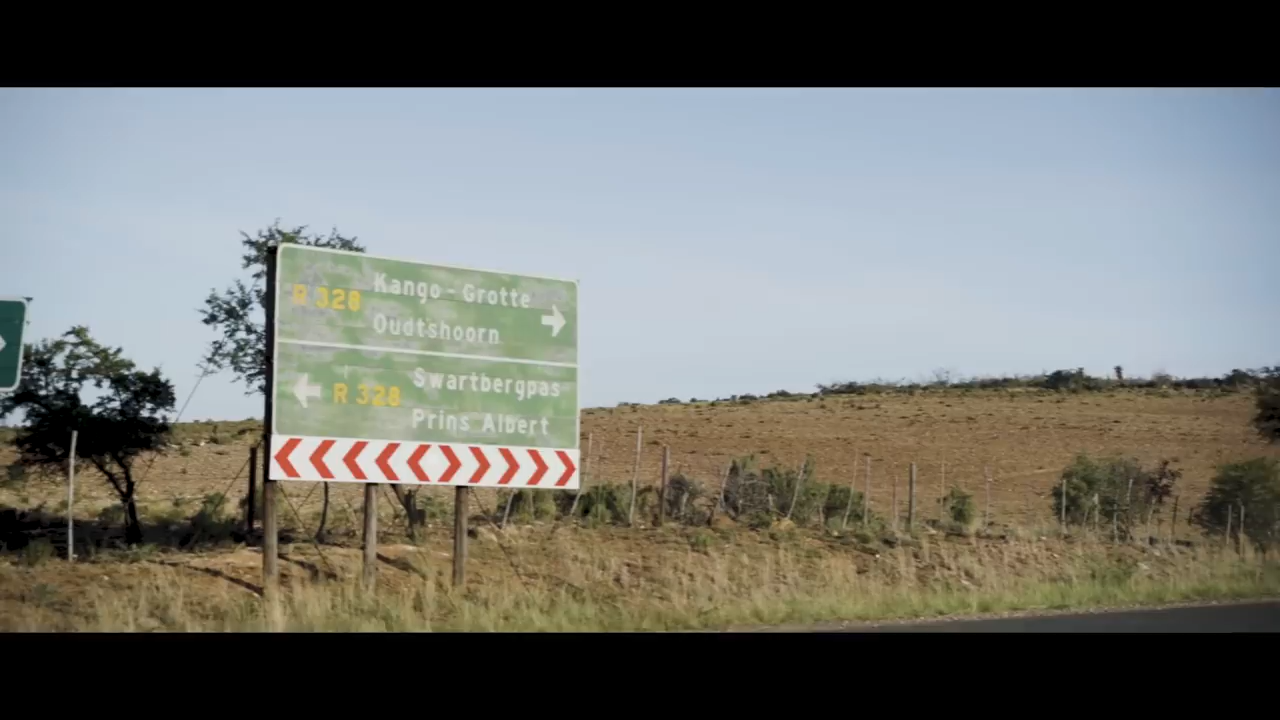 R 328 Kango - Grotte
Oudtshoorn
R 328 Swartbergpas
Prins Albert